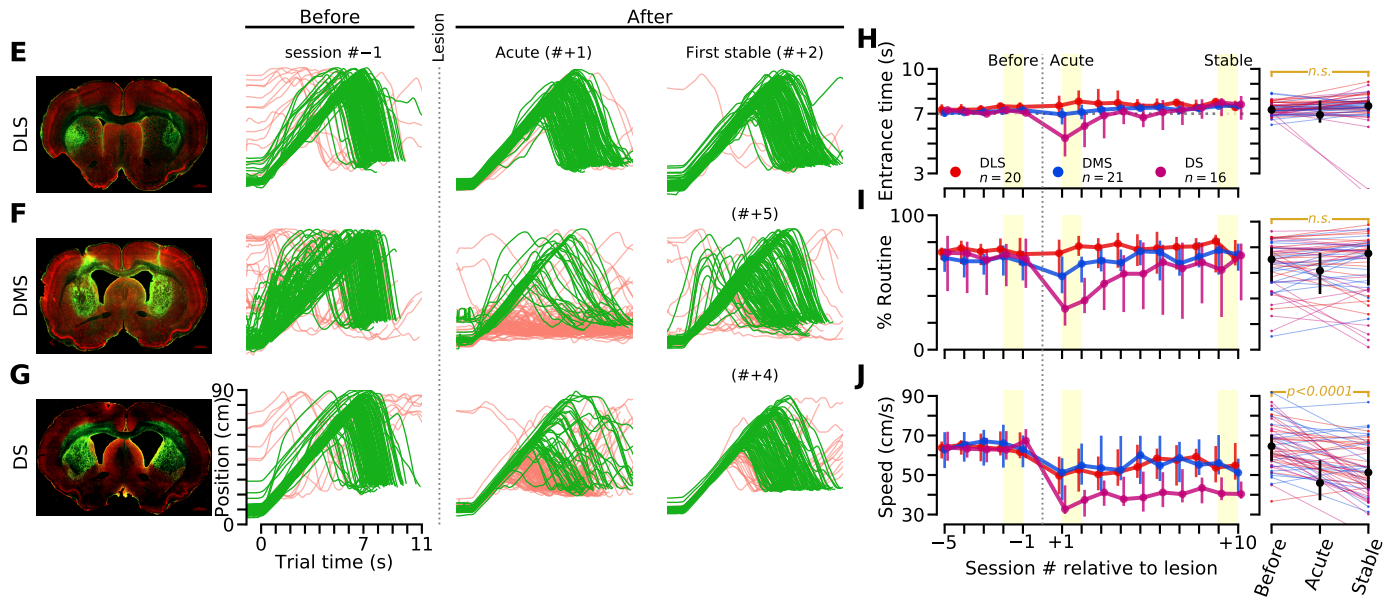 Before
After
Lesion
E
session #−1
Acute (#+1)
First stable (#+2)
DLS
F
(#+5)
DMS
G
(#+4)
DS
Position (cm)
90
0
0 7 11
Trial time (s)
H
Before Acute Stable
n.s.
Entrance time (s)
10
7
3
DLS
n = 20
DMS
n = 21
DS
n = 16
I
n.s.
% Routine
100
0
J
p<0.0001
Speed (cm/s)
90
70
50
30
−5 −1 +1 +10
Session # relative to lesion
Before
Acute
Stable